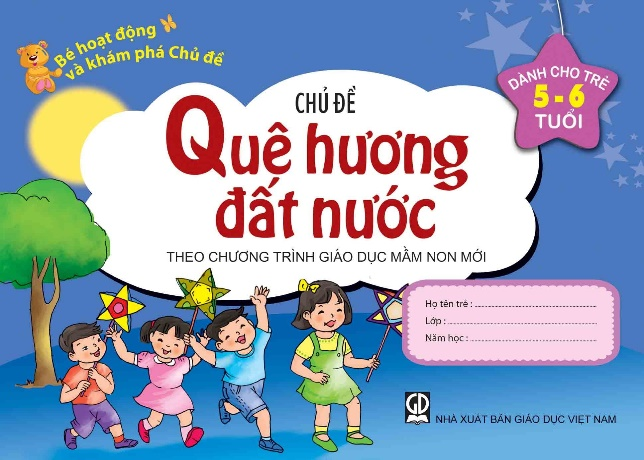 Bé hoạt động
và khám phá Chủ đề
DÀNH CHO TRẺ
5 - 6
TUỔI
CHỦ ĐỀ
Quê hương
đất nước
THEO CHƯƠNG TRÌNH GIÁO DỤC MẦM NON MỚI
Họ tên trẻ :
Lớp :
Năm học :
GD
NHÀ XUẤT BẢN GIÁO DỤC VIỆT NAM